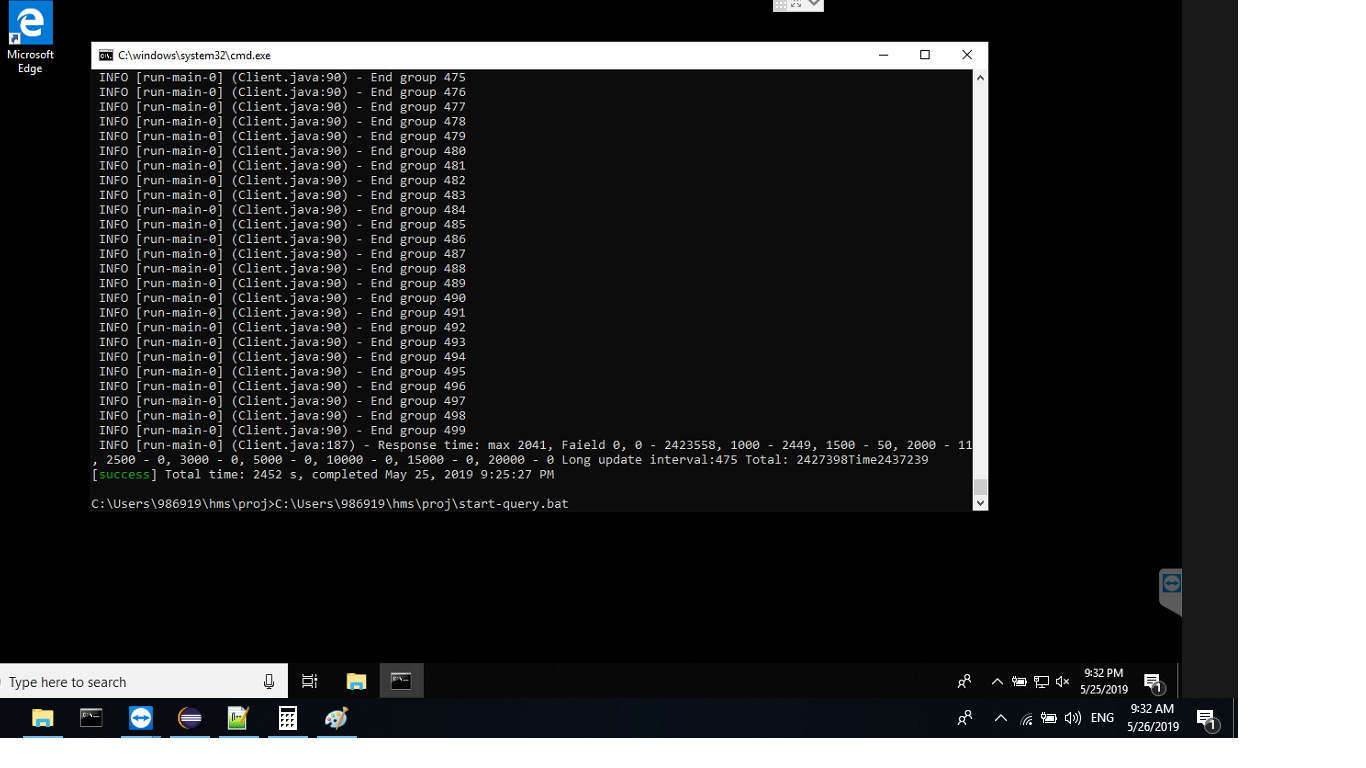 Microsoft
Edge
C:\windows\system32\cmd.exe
INFO [run-main-0] (Client.java:90) - End group 475
INFO [run-main-0] (Client.java:90) - End group 476
INFO [run-main-0] (Client.java:90) - End group 477
INFO [run-main-0] (Client.java:90) - End group 478
INFO [run-main-0] (Client.java:90) - End group 479
INFO [run-main-0] (Client.java:90) - End group 480
INFO [run-main-0] (Client.java:90) - End group 481
INFO [run-main-0] (Client.java:90) - End group 482
INFO [run-main-0] (Client.java:90) - End group 483
INFO [run-main-0] (Client.java:90) - End group 484
INFO [run-main-0] (Client.java:90) - End group 485
INFO [run-main-0] (Client.java:90) - End group 486
INFO [run-main-0] (Client.java:90) - End group 487
INFO [run-main-0] (Client.java:90) - End group 488
INFO [run-main-0] (Client.java:90) - End group 489
INFO [run-main-0] (Client.java:90) - End group 490
INFO [run-main-0] (Client.java:90) - End group 491
INFO [run-main-0] (Client.java:90) - End group 492
INFO [run-main-0] (Client.java:90) - End group 493
INFO [run-main-0] (Client.java:90) - End group 494
INFO [run-main-0] (Client.java:90) - End group 495
INFO [run-main-0] (Client.java:90) - End group 496
INFO [run-main-0] (Client.java:90) - End group 497
INFO [run-main-0] (Client.java:90) - End group 498
INFO [run-main-0] (Client.java:90) - End group 499
INFO [run-main-0] (Client.java:187) - Response time: max 2041, Faield 0, 0 - 2423558, 1000 - 2449, 1500 - 50, 2000 - 11
, 2500 - 0, 3000 - 0, 5000 - 0, 10000 - 0, 15000 - 0, 20000 - 0 Long update interval:475 Total: 2427398Time2437239
[success] Total time: 2452 s, completed May 25, 2019 9:25:27 PM
C:\Users\986919\hms\proj>C:\Users\986919\hms\proj\start-query.bat
Type here to search
9:32 PM
5/25/2019
1
ENG
9:32 AM
5/26/2019
1